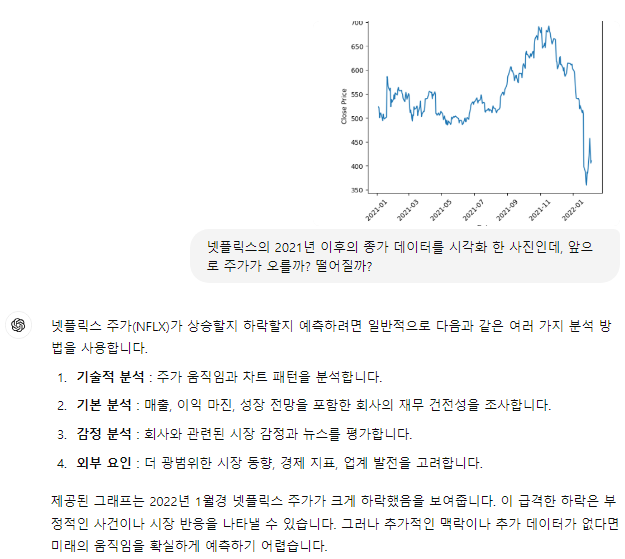 700
650
600
550
500
450
400
350
Close Price
2021-01
2021-03
2021-05
2021-07
2021-09
2021-11
2022-01
넷플릭스의 2021년 이후의 종가 데이터를 시각화 한 사진인데, 앞으
로 주가가 오를까? 떨어질까?
넷플릭스 주가(NFLX)가 상승할지 하락할지 예측하려면 일반적으로 다음과 같은 여러 가지 분석 방
법을 사용합니다.
1. 기술적 분석 : 주가 움직임과 차트 패턴을 분석합니다.
2. 기본 분석 : 매출, 이익 마진, 성장 전망을 포함한 회사의 재무 건전성을 조사합니다.
3. 감정 분석 : 회사와 관련된 시장 감정과 뉴스를 평가합니다.
4. 외부 요인 : 더 광범위한 시장 동향, 경제 지표, 업계 발전을 고려합니다.
제공된 그래프는 2022년 1월경 넷플릭스 주가가 크게 하락했음을 보여줍니다. 이 급격한 하락은 부
정적인 사건이나 시장 반응을 나타낼 수 있습니다. 그러나 추가적인 맥락이나 추가 데이터가 없다면
미래의 움직임을 확실하게 예측하기 어렵습니다.